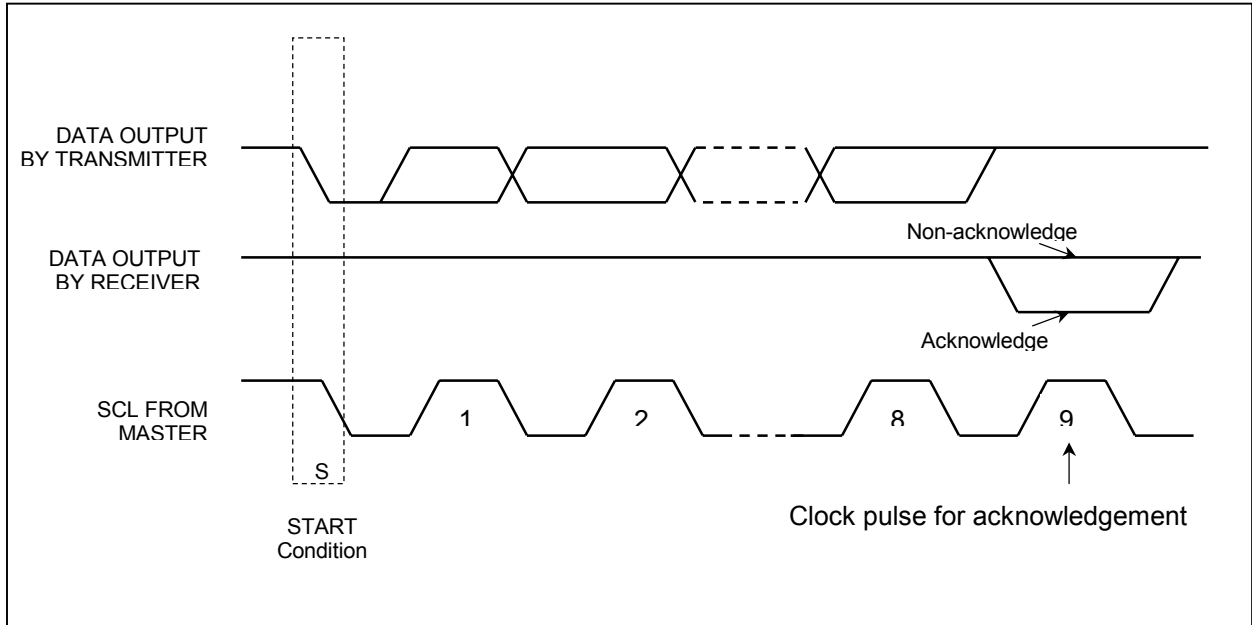 DATA OUTPUT
BY TRANSMITTER
Non-acknowledge
DATA OUTPUT
BY RECEIVER
Acknowledge
SCL FROM
MASTER
1
2
8
9
S
START
Condition
Clock pulse for acknowledgement